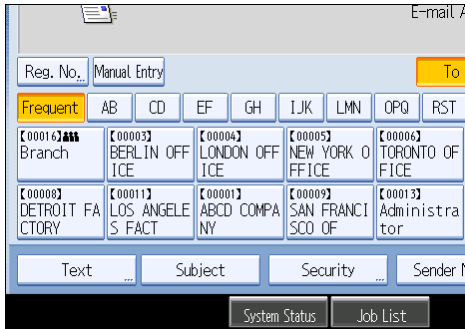 E-mail A
Reg. No. Manual Entry To
Frequent AB CD EF GH IJK LMN OPQ RST
【00016】 【00003】 【00004】 【00005】 【00006】
Branch BERLIN OFF LONDON OFF NEW YORK O TORONTO OF
ICE ICE FFICE FICE
【00008】 【00011】 【00001】 【00009】 【00013】
DETROIT FA LOS ANGELE ABCD COMPA SAN FRANCI Administra
CTORY S FACT NY SCO OF tor
Text Subject Security Sender
System Status Job List